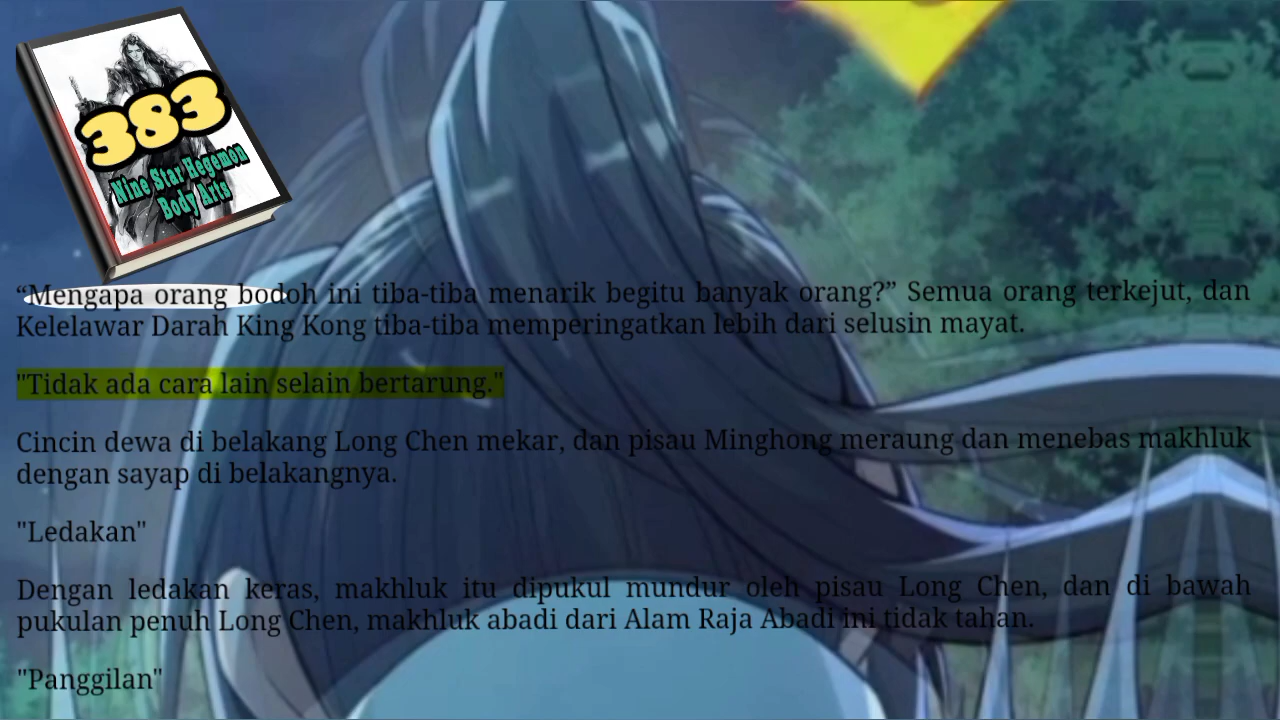 383
Nine Star Hegemon
Body Arts
“Mengapa orang bodoh ini tiba-tiba menarik begitu banyak orang?” Semua orang terkejut, dan
Kelelawar Darah King Kong tiba-tiba memperingatkan lebih dari selusin mayat.
"Tidak ada cara lain selain bertarung."
Cincin dewa di belakang Long Chen mekar, dan pisau Minghong meraung dan menebas makhluk
dengan sayap di belakangnya.
"Ledakan"
Dengan ledakan keras, makhluk itu dipukul mundur oleh pisau Long Chen, dan di bawah
pukulan penuh Long Chen, makhluk abadi dari Alam Raja Abadi ini tidak tahan.
"Panggilan"